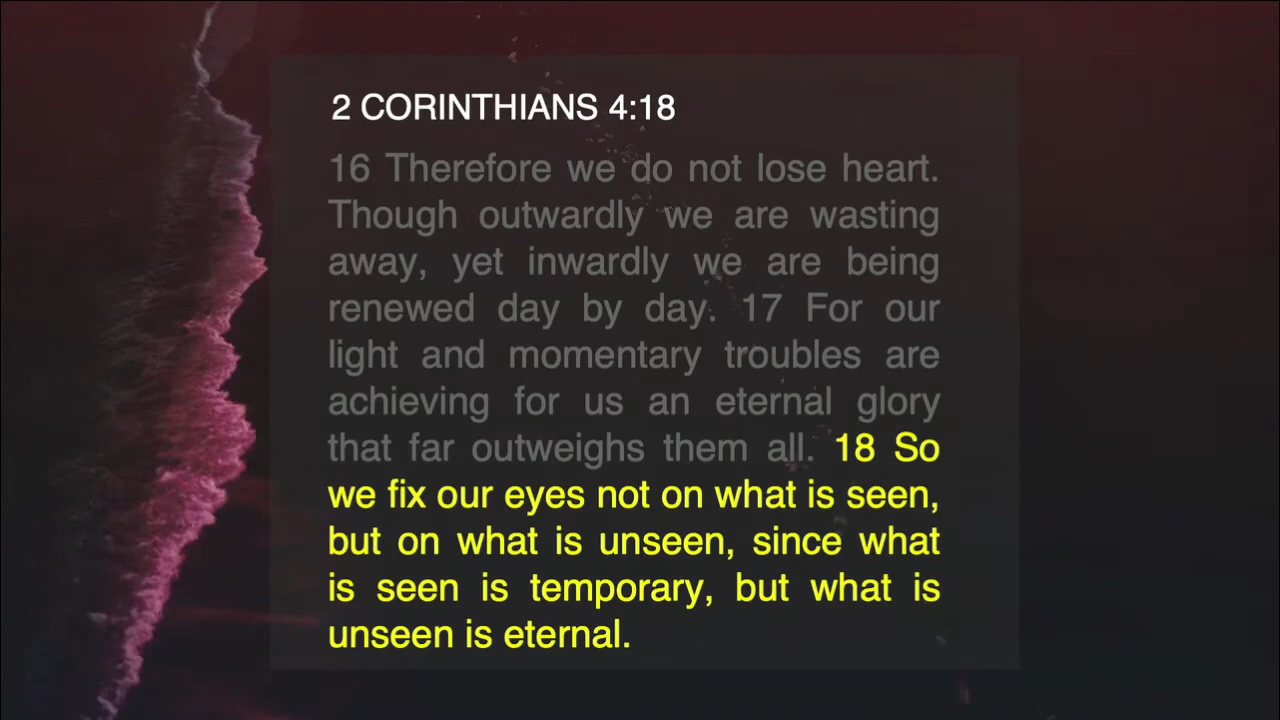 2 CORINTHIANS 4:18
16 Therefore we do not lose heart.
Though outwardly we are wasting
away, yet inwardly we are being
renewed day by day. 17 For our
light and momentary troubles are
achieving for us an eternal glory
that far outweighs them all. 18 So
we fix our eyes not on what is seen,
but on what is unseen, since what
is seen is temporary, but what is
unseen is eternal.